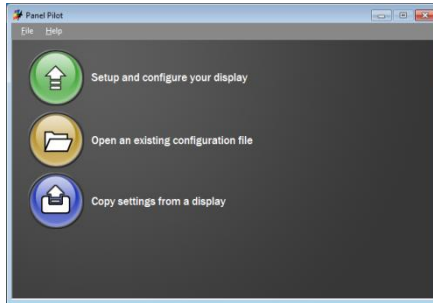 Panel Pilot
File Help
Setup and configure your display
Open an existing configuration file
Copy settings from a display